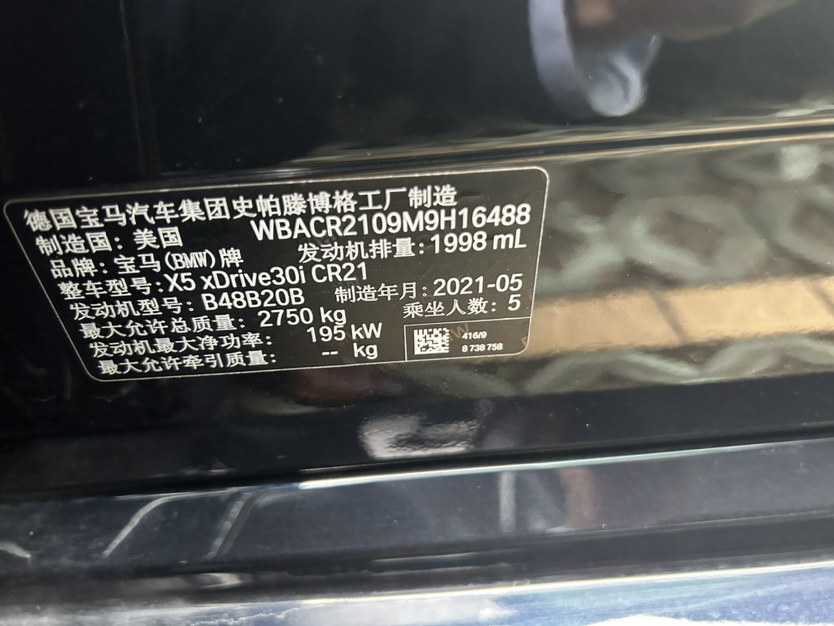 德国宝马汽车集团史帕滕博格工厂制造
制造国：美国 WBACR2109M9H16488
品牌：宝马(BMW)牌 发动机排量：1998 mL
整车型号：X5 xDrive30i CR21
发动机型号：B48B20B 制造年月：2021-05
最大允许总质量：2750 kg 乘坐人数：5
发动机最大净功率：195 kW
最大允许牵引质量：-- kg
416/9
8 738 758